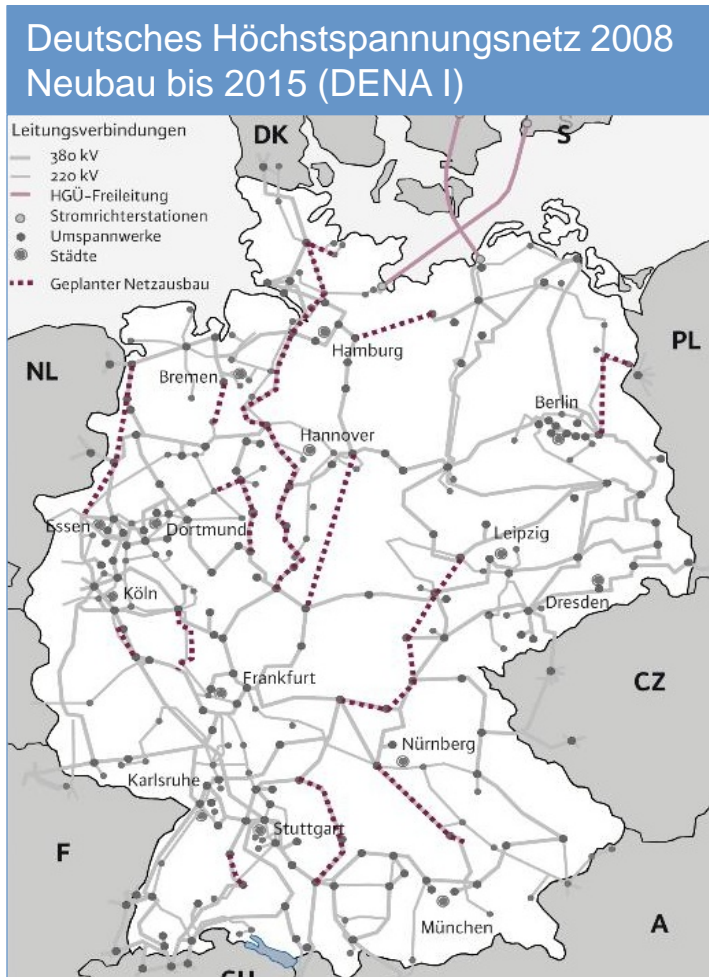 Deutsches Höchstspannungsnetz 2008
Neubau bis 2015 (DENA I)
Leitungsverbindungen
380 kV
220 kV
HGÜ-Freileitung
Stromrichterstationen
Umspannwerke
Städte
Geplanter Netzausbau
DK
S
PL
Hamburg
NL
Bremen
Berlin
Hannover
Essen
Dortmund
Leipzig
Köln
Dresden
Frankfurt
CZ
Nürnberg
Karlsruhe
Stuttgart
F
München
A